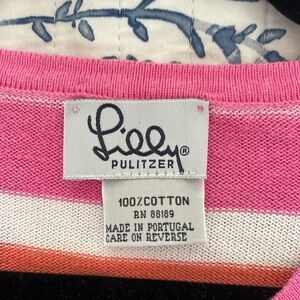 Lilly®
PULITZER
100%COTTON
RN 88189
MADE IN PORTUGAL
CARE ON REVERSE